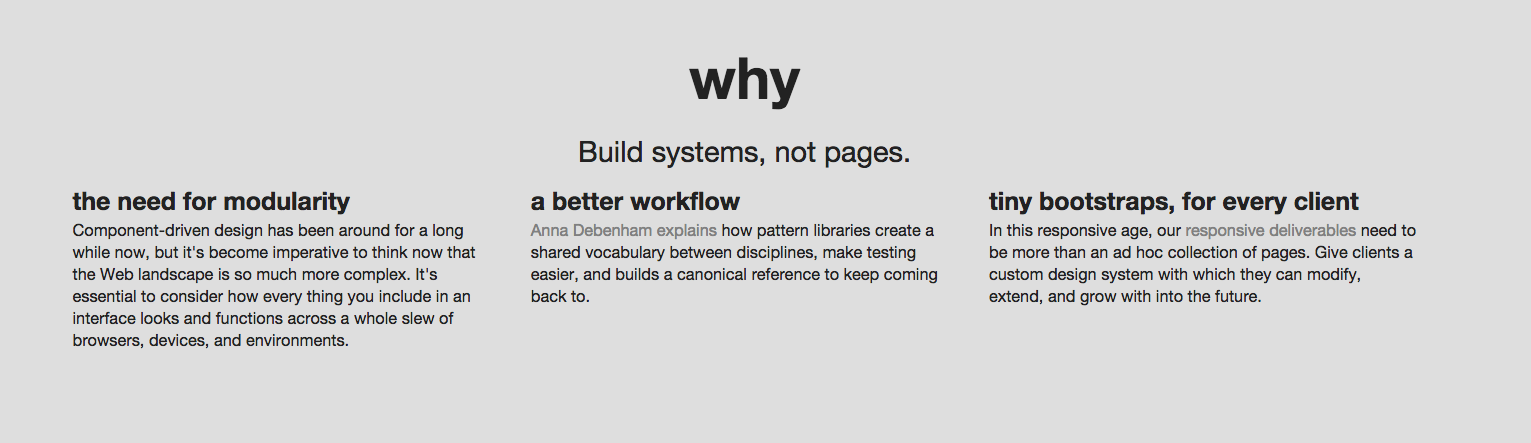 why
Build systems, not pages.
the need for modularity
Component-driven design has been around for a long
while now, but it's become imperative to think now that
the Web landscape is so much more complex. It's
essential to consider how every thing you include in an
interface looks and functions across a whole slew of
browsers, devices, and environments.
a better workflow
Anna Debenham explains how pattern libraries create a
shared vocabulary between disciplines, make testing
easier, and builds a canonical reference to keep coming
back to.
tiny bootstraps, for every client
In this responsive age, our responsive deliverables need to
be more than an ad hoc collection of pages. Give clients a
custom design system with which they can modify,
extend, and grow with into the future.